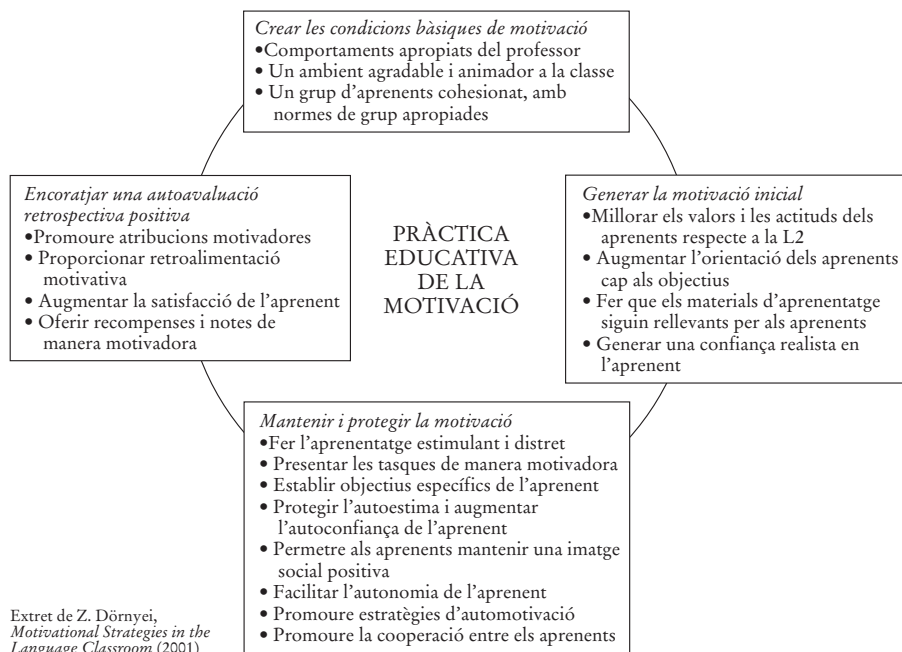 Crear les condicions bàsiques de motivació
•Comportaments apropiats del professor
• Un ambient agradable i animador a la classe
• Un grup d’aprenents cohesionat, amb
normes de grup apropiades
Encoratjar una autoavaluació
retrospectiva positiva
•Promoure atribucions motivadores
• Proporcionar retroalimentació
motivativa
• Augmentar la satisfacció de l’aprenent
• Oferir recompenses i notes de
manera motivadora
PRÀCTICA
EDUCATIVA
DE LA
MOTIVACIÓ
Generar la motivació inicial
•Millorar els valors i les actituds dels
aprenents respecte a la L2
• Augmentar l’orientació dels aprenents
cap als objectius
• Fer que els materials d’aprenentatge
siguin rellevants per als aprenents
• Generar una confiança realista en
l’aprenent
Mantenir i protegir la motivació
•Fer l’aprenentatge estimulant i distret
• Presentar les tasques de manera motivadora
• Establir objectius específics de l’aprenent
• Protegir l’autoestima i augmentar
l’autoconfiança de l’aprenent
• Permetre als aprenents mantenir una imatge
social positiva
• Facilitar l’autonomia de l’aprenent
• Promoure estratègies d’automotivació
• Promoure la cooperació entre els aprenents
Extret de Z. Dörnyei,
Motivational Strategies in the
Language Classroom (2001)